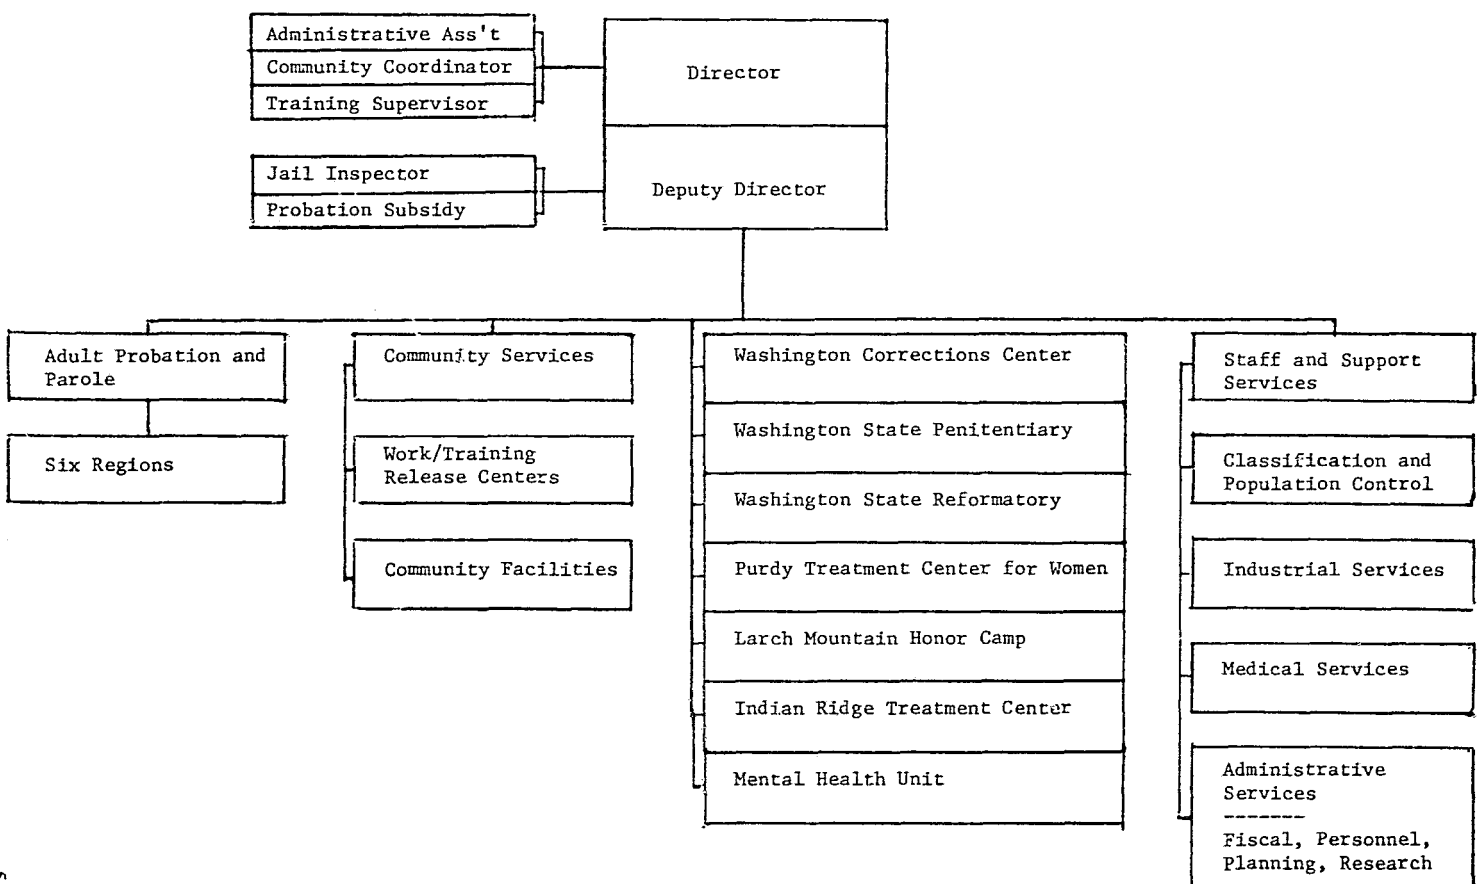 Administrative Ass't
Community Coordinator
Training Supervisor
Director
Jail Inspector
Probation Subsidy
Deputy Director
Adult Probation and
Parole
Six Regions
Community Services
Work/Training
Release Centers
Community Facilities
Washington Corrections Center
Washington State Penitentiary
Washington State Reformatory
Purdy Treatment Center for Women
Larch Mountain Honor Camp
Indian Ridge Treatment Center
Mental Health Unit
Staff and Support
Services
Classification and
Population Control
Industrial Services
Medical Services
Administrative
Services
-------
Fiscal, Personnel,
Planning, Research